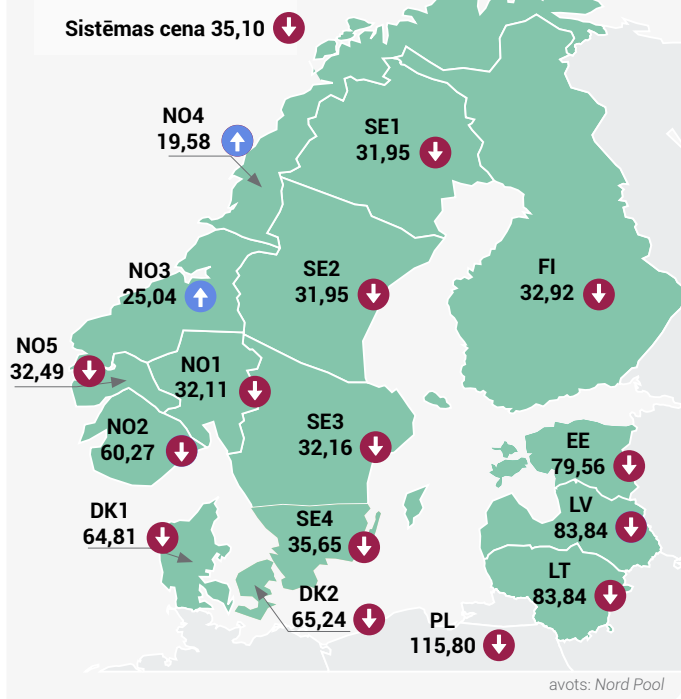 Sistēmas cena 35,10
NO4
19,58
SE1
31,95
NO3
25,04
SE2
31,95
FI
32,92
NO5
32,49
NO1
32,11
NO2
60,27
SE3
32,16
EE
79,56
DK1
64,81
SE4
35,65
LV
83,84
LT
83,84
DK2
65,24
PL
115,80
avots: Nord Pool